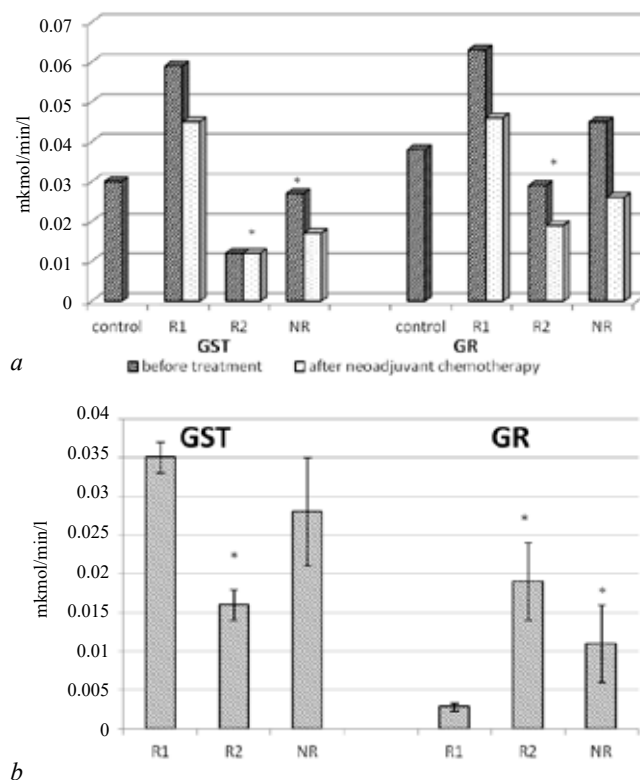 0.07
0.06
0.05
0.04
0.03
0.02
0.01
0
mkmol/min/l
* * *
control R1 R2 NR control R1 R2 NR
GST GR
before treatment after neoadjuvant chemotherapy
a
0.04
0.035
0.03
0.025
0.02
0.015
0.01
0.005
0
mkmol/min/l
GST GR
* * *
R1 R2 NR R1 R2 NR
b